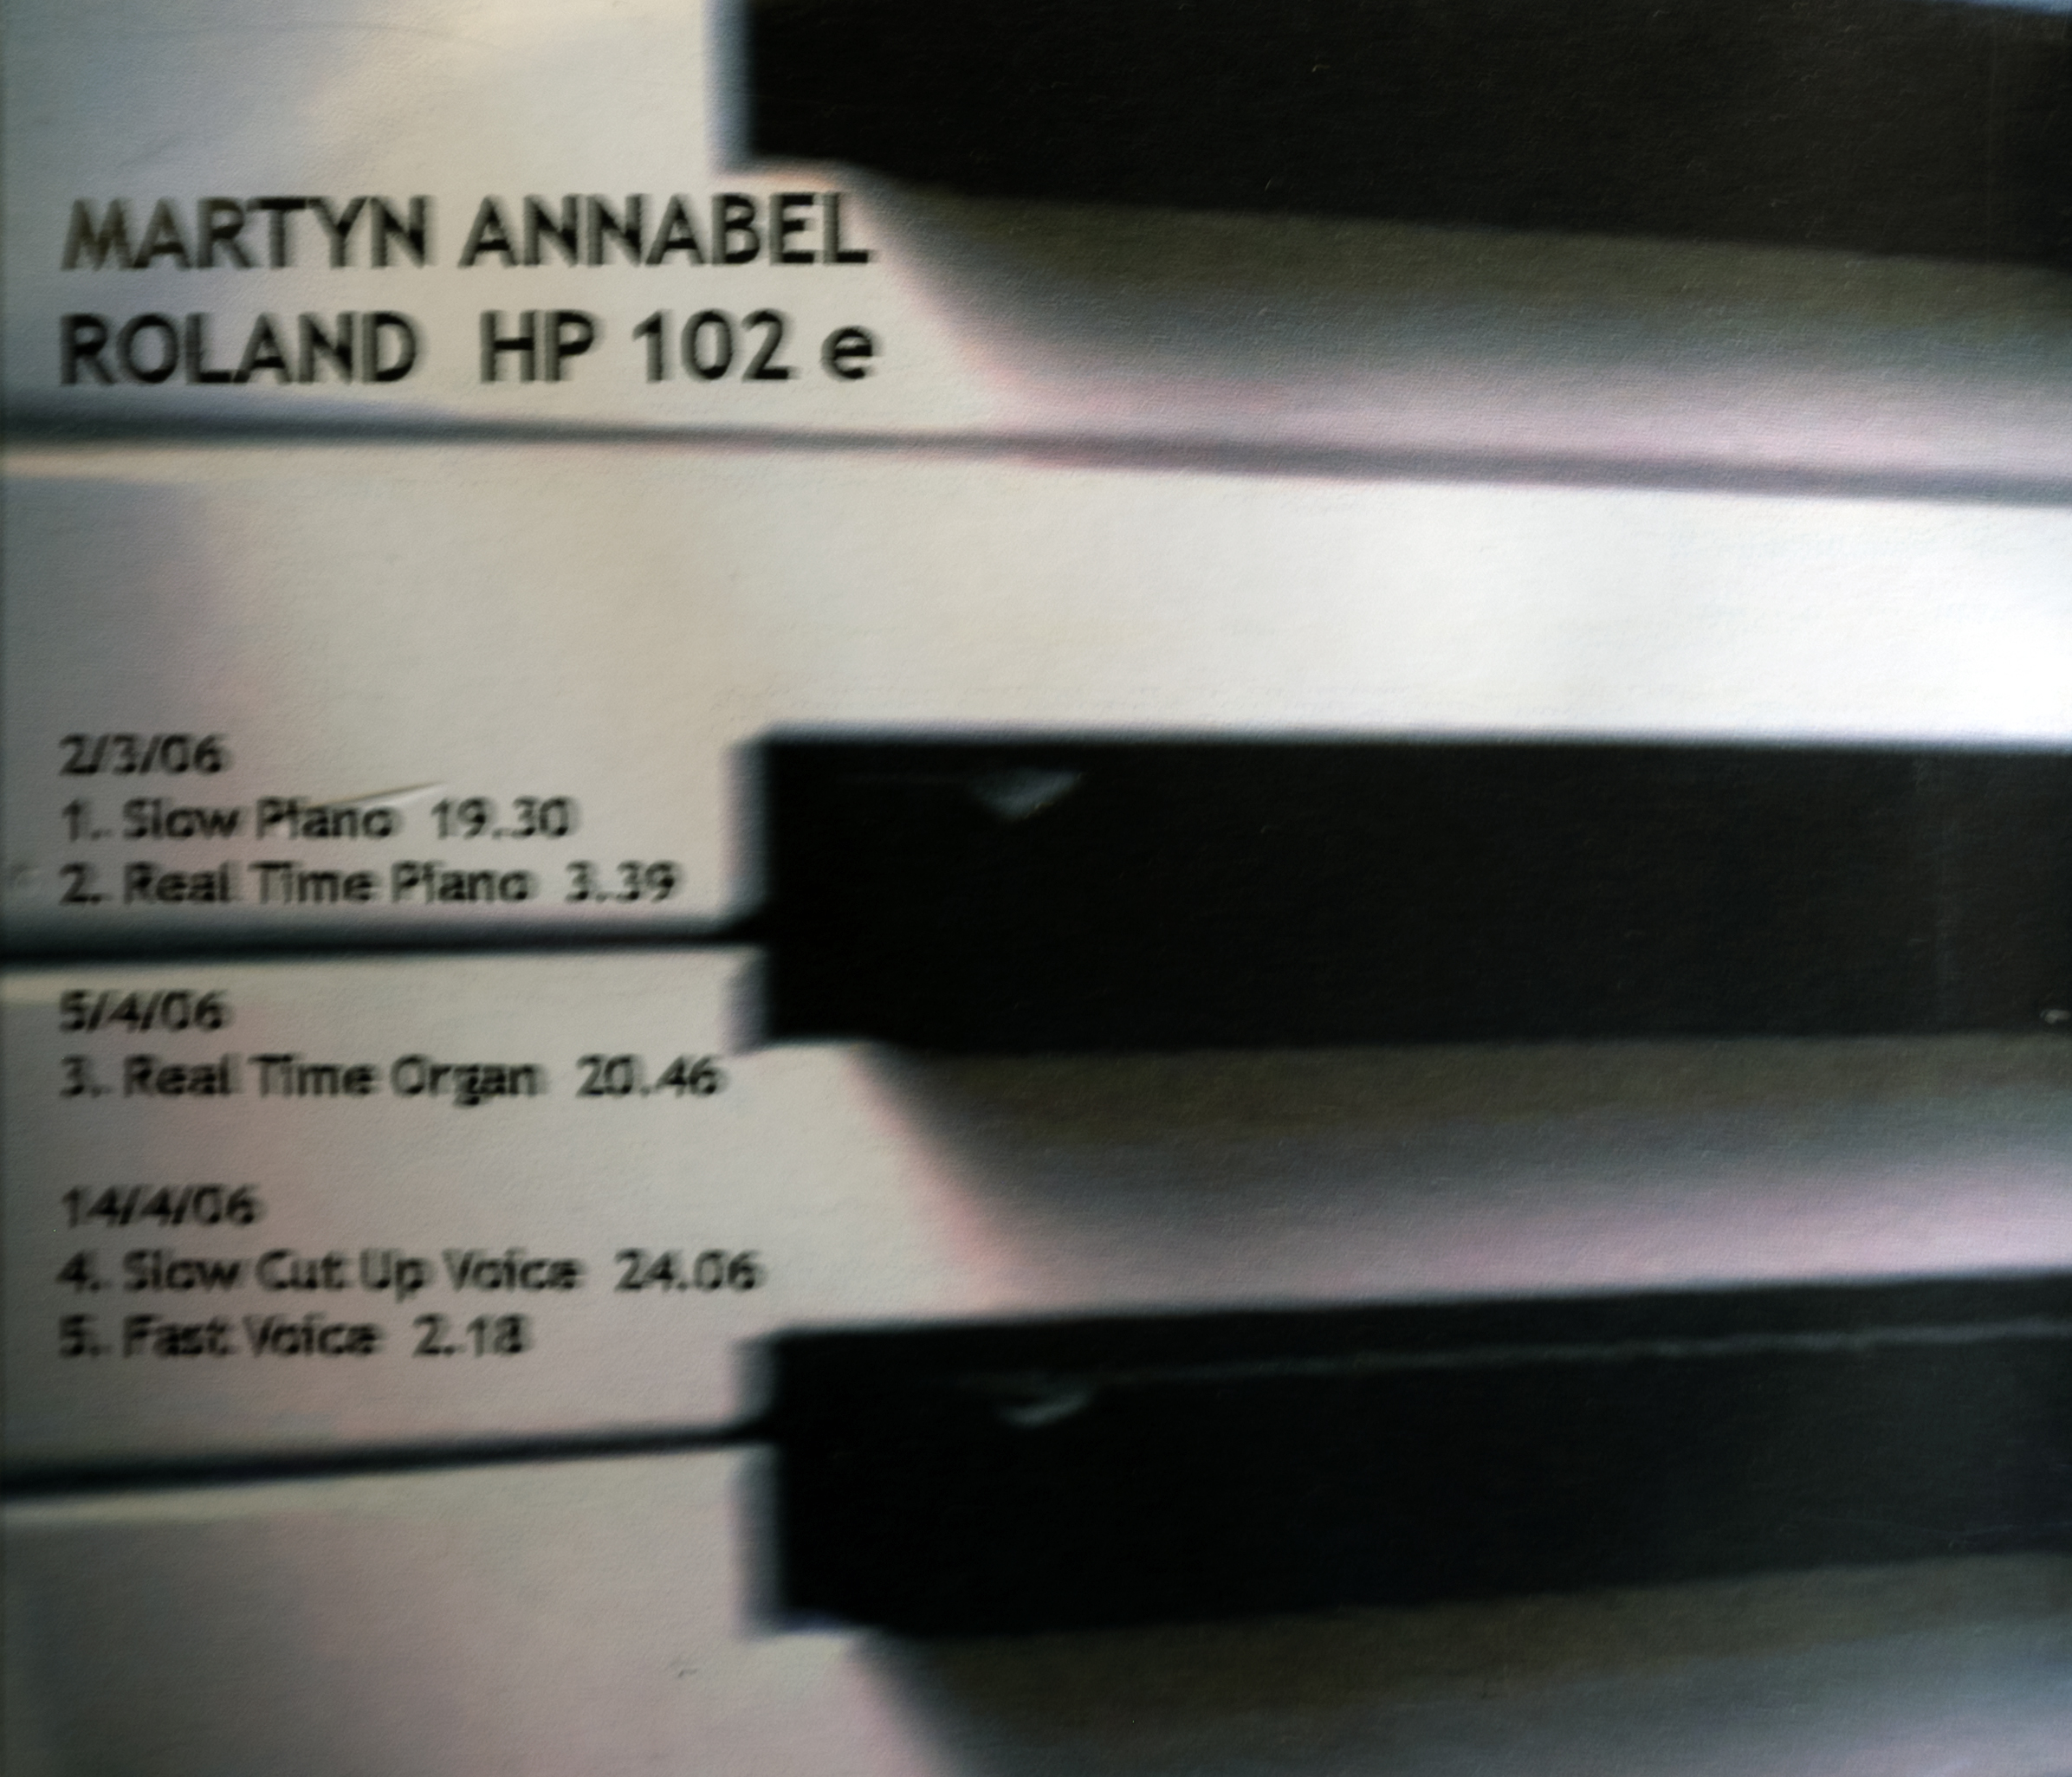 MARTYN ANNABEL
ROLAND HP 102 e
2/3/06
1. Slow Piano 19.30
2. Real Time Piano 3.39
5/4/06
3. Real Time Organ 20.46
14/4/06
4. Slow Cut Up Voice 24.06
5. Fast Voice 2.18